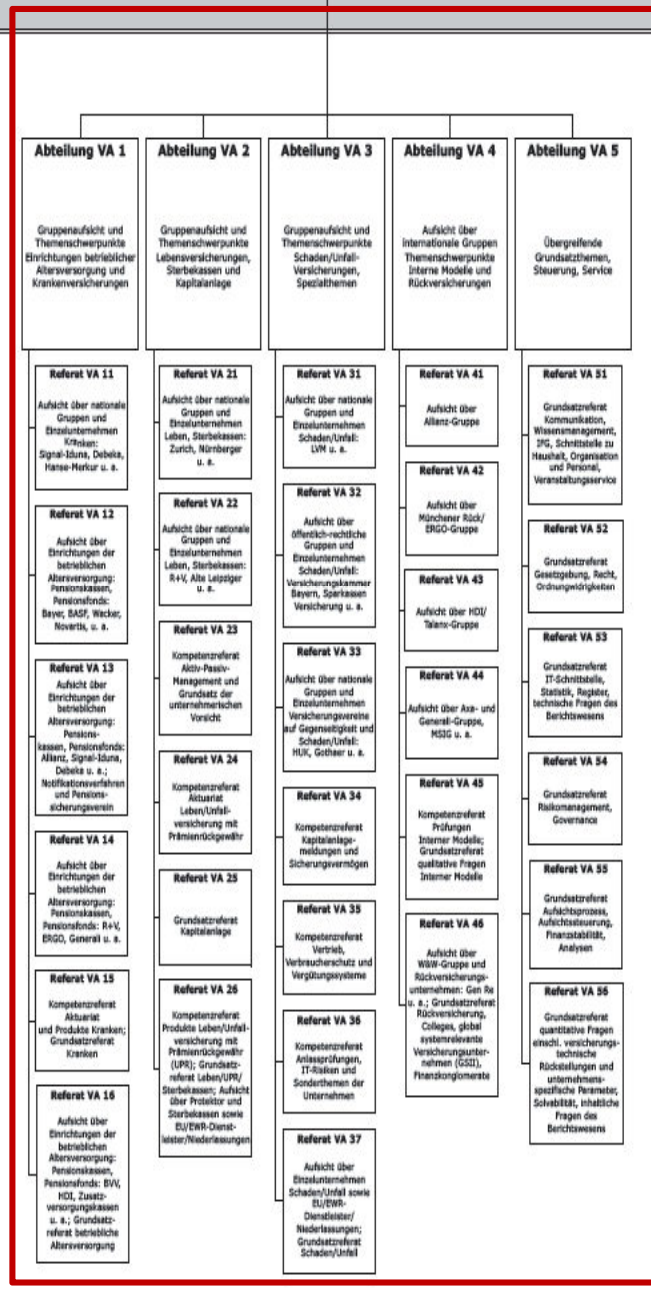 Abteilung VA 1
Gruppenaufsicht und
Themenschwerpunkte
Einrichtungen betrieblicher
Altersversorgung und
Krankenversicherungen
Referat VA 11
Aufsicht über nationale
Gruppen und
Einzelunternehmen
Kranken:
Signal-Iduna, Debeka,
Hanse-Merkur u. a.
Referat VA 12
Aufsicht über
Einrichtungen der
betrieblichen
Altersversorgung:
Pensionskassen,
Pensionsfonds:
Bayer, BASF, Wacker,
Novartis, u. a.
Referat VA 13
Aufsicht über
Einrichtungen der
betrieblichen
Altersversorgung:
Pensions-
kassen, Pensionsfonds:
Allianz, Signal-Iduna,
Debeka u. a.;
Notifikationsverfahren
und Pensions-
sicherungsverein
Referat VA 14
Aufsicht über
Einrichtungen der
betrieblichen
Altersversorgung:
Pensionskassen,
Pensionsfonds: R+V,
ERGO, Generali u. a.
Referat VA 15
Kompetenzreferat
Aktuariat
und Produkte Kranken;
Grundsatzreferat
Kranken
Referat VA 16
Aufsicht über
Einrichtungen der
betrieblichen
Altersversorgung:
Pensionskassen,
Pensionsfonds: BVV,
HDI, Zusatz-
versorgungskassen
u. a.; Grundsatz-
referat betriebliche
Altersversorgung
Abteilung VA 2
Gruppenaufsicht und
Themenschwerpunkte
Lebensversicherungen,
Sterbekassen und
Kapitalanlage
Referat VA 21
Aufsicht über nationale
Gruppen und
Einzelunternehmen
Leben, Sterbekassen:
Zurich, Nürnberger
u. a.
Referat VA 22
Aufsicht über nationale
Gruppen und
Einzelunternehmen
Leben, Sterbekassen:
R+V, Alte Leipziger
u. a.
Referat VA 23
Kompetenzreferat
Aktiv-Passiv-
Management und
Grundsatz der
unternehmerischen
Vorsicht
Referat VA 24
Kompetenzreferat
Aktuariat
Leben/Unfall-
versicherung mit
Prämienrückgewähr
Referat VA 25
Grundsatzreferat
Kapitalanlage
Referat VA 26
Kompetenzreferat
Produkte Leben/Unfall-
versicherung mit
Prämienrückgewähr
(UPR); Grundsatz-
referat Leben/UPR/
Sterbekassen; Aufsicht
über Protektor und
Sterbekassen sowie
EU/EWR-Dienst-
leister/Niederlassungen
Abteilung VA 3
Gruppenaufsicht und
Themenschwerpunkte
Schaden/Unfall-
Versicherungen,
Spezialthemen
Referat VA 31
Aufsicht über nationale
Gruppen und
Einzelunternehmen
Schaden/Unfall:
LVM u. a.
Referat VA 32
Aufsicht über
öffentlich-rechtliche
Gruppen und
Einzelunternehmen
Schaden/Unfall:
Versicherungskammer
Bayern, Sparkassen
Versicherung u. a.
Referat VA 33
Aufsicht über nationale
Gruppen und
Einzelunternehmen
Versicherungsvereine
auf Gegenseitigkeit und
Schaden/Unfall:
HUK, Gothaer u. a.
Referat VA 34
Kompetenzreferat
Kapitalanlage-
meldungen und
Sicherungsvermögen
Referat VA 35
Kompetenzreferat
Vertrieb,
Verbraucherschutz und
Vergütungssysteme
Referat VA 36
Kompetenzreferat
Anlassprüfungen,
IT-Risiken und
Sonderthemen der
Unternehmen
Referat VA 37
Aufsicht über
Einzelunternehmen
Schaden/Unfall sowie
EU/EWR-
Dienstleister/
Niederlassungen;
Grundsatzreferat
Schaden/Unfall
Abteilung VA 4
Aufsicht über
internationale Gruppen
Themenschwerpunkte
Interne Modelle und
Rückversicherungen
Referat VA 41
Aufsicht über
Allianz-Gruppe
Referat VA 42
Aufsicht über
Münchener Rück/
ERGO-Gruppe
Referat VA 43
Aufsicht über HDI/
Talanx-Gruppe
Referat VA 44
Aufsicht über Axa- und
Generali-Gruppe,
MSIG u. a.
Referat VA 45
Kompetenzreferat
Prüfungen
Interner Modelle;
Grundsatzreferat
qualitative Fragen
Interner Modelle
Referat VA 46
Aufsicht über
W&W-Gruppe und
Rückversicherungs-
unternehmen: Gen Re
u. a.; Grundsatzreferat
Rückversicherung,
Colleges, global
systemrelevante
Versicherungsunter-
nehmen (GSII),
Finanzkonglomerate
Abteilung VA 5
Übergreifende
Grundsatzthemen,
Steuerung, Service
Referat VA 51
Grundsatzreferat
Kommunikation,
Wissensmanagement,
IFG, Schnittstelle zu
Haushalt, Organisation
und Personal,
Veranstaltungsservice
Referat VA 52
Grundsatzreferat
Gesetzgebung, Recht,
Ordnungswidrigkeiten
Referat VA 53
Grundsatzreferat
IT-Schnittstelle,
Statistik, Register,
technische Fragen des
Berichtswesens
Referat VA 54
Grundsatzreferat
Risikomanagement,
Governance
Referat VA 55
Grundsatzreferat
Aufsichtsprozess,
Aufsichtssteuerung,
Finanzstabilität,
Analysen
Referat VA 56
Grundsatzreferat
quantitative Fragen
einschl. versicherungs-
technische
Rückstellungen und
unternehmens-
spezifische Parameter,
Solvabilität, inhaltliche
Fragen des
Berichtswesens